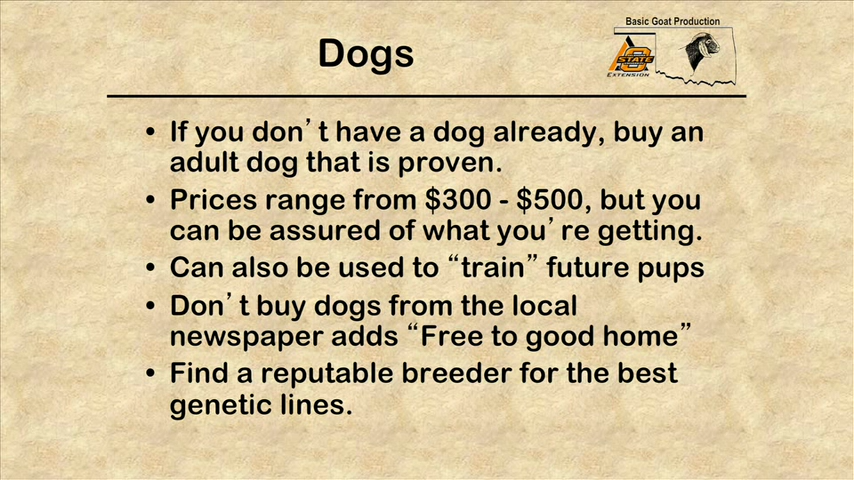 Basic Goat Production
Dogs
STATE
EXTENSION
• If you don’ t have a dog already, buy an
adult dog that is proven.
• Prices range from $300 - $500, but you
can be assured of what you’ re getting.
• Can also be used to “train” future pups
• Don’ t buy dogs from the local
newspaper adds “Free to good home”
• Find a reputable breeder for the best
genetic lines.